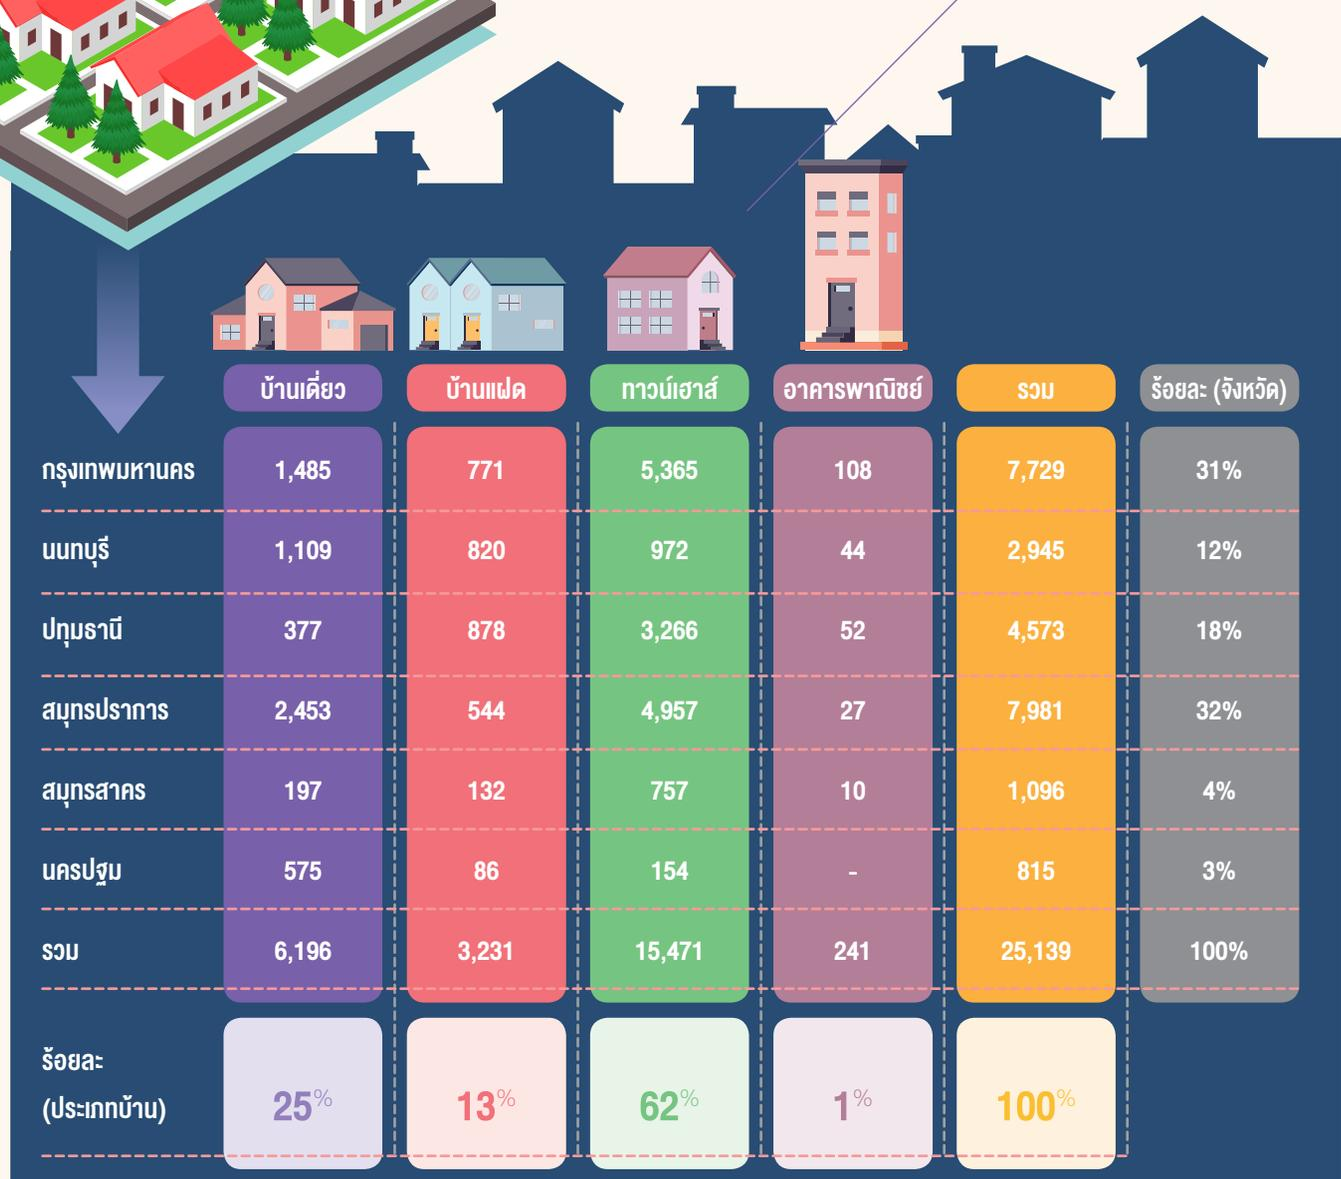 บ้านเดี่ยว บ้านแฝด ทาวน์เฮาส์ อาคารพาณิชย์ รวม ร้อยละ (จังหวัด)
กรุงเทพมหานคร 1,485 771 5,365 108 7,729 31%
นนทบุรี 1,109 820 972 44 2,945 12%
ปทุมธานี 377 878 3,266 52 4,573 18%
สมุทรปราการ 2,453 544 4,957 27 7,981 32%
สมุทรสาคร 197 132 757 10 1,096 4%
นครปฐม 575 86 154 - 815 3%
รวม 6,196 3,231 15,471 241 25,139 100%
ร้อยละ
(ประเภทบ้าน) 25% 13% 62% 1% 100%